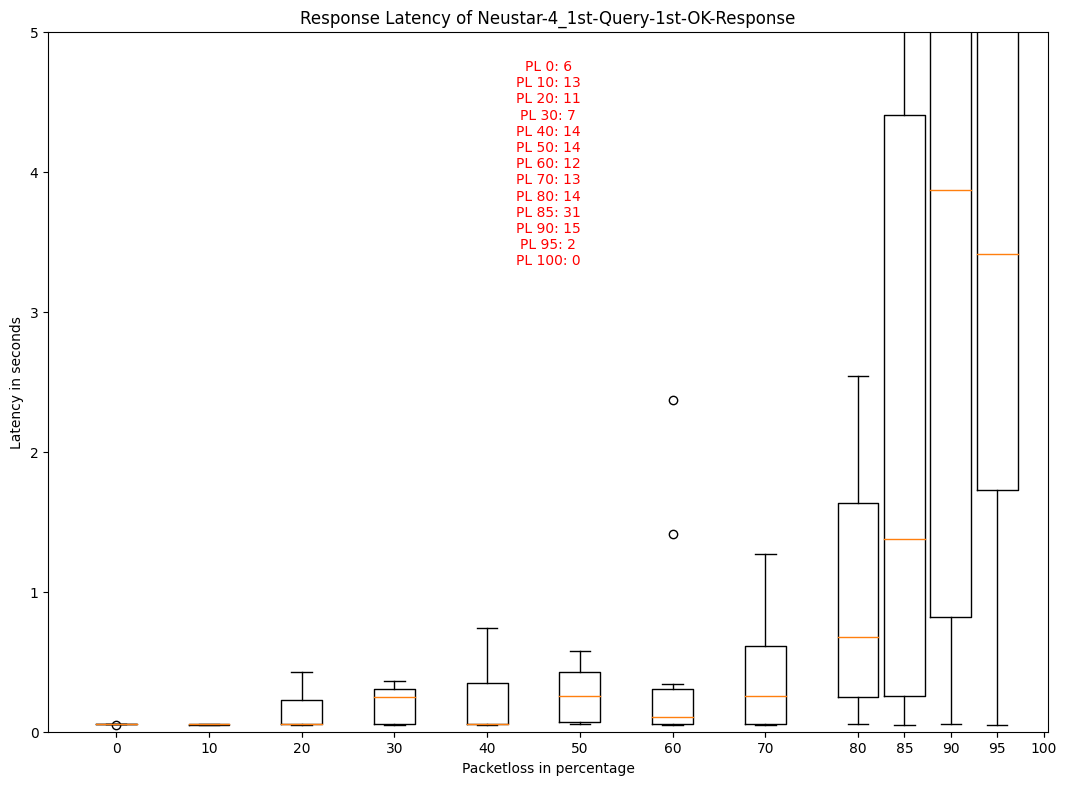 Response Latency of Neustar-4_1st-Query-1st-OK-Response
5
4
3
2
1
0
Latency in seconds
PL 0: 6
PL 10: 13
PL 20: 11
PL 30: 7
PL 40: 14
PL 50: 14
PL 60: 12
PL 70: 13
PL 80: 14
PL 85: 31
PL 90: 15
PL 95: 2
PL 100: 0
0 10 20 30 40 50 60 70 80 85 90 95 100
Packetloss in percentage